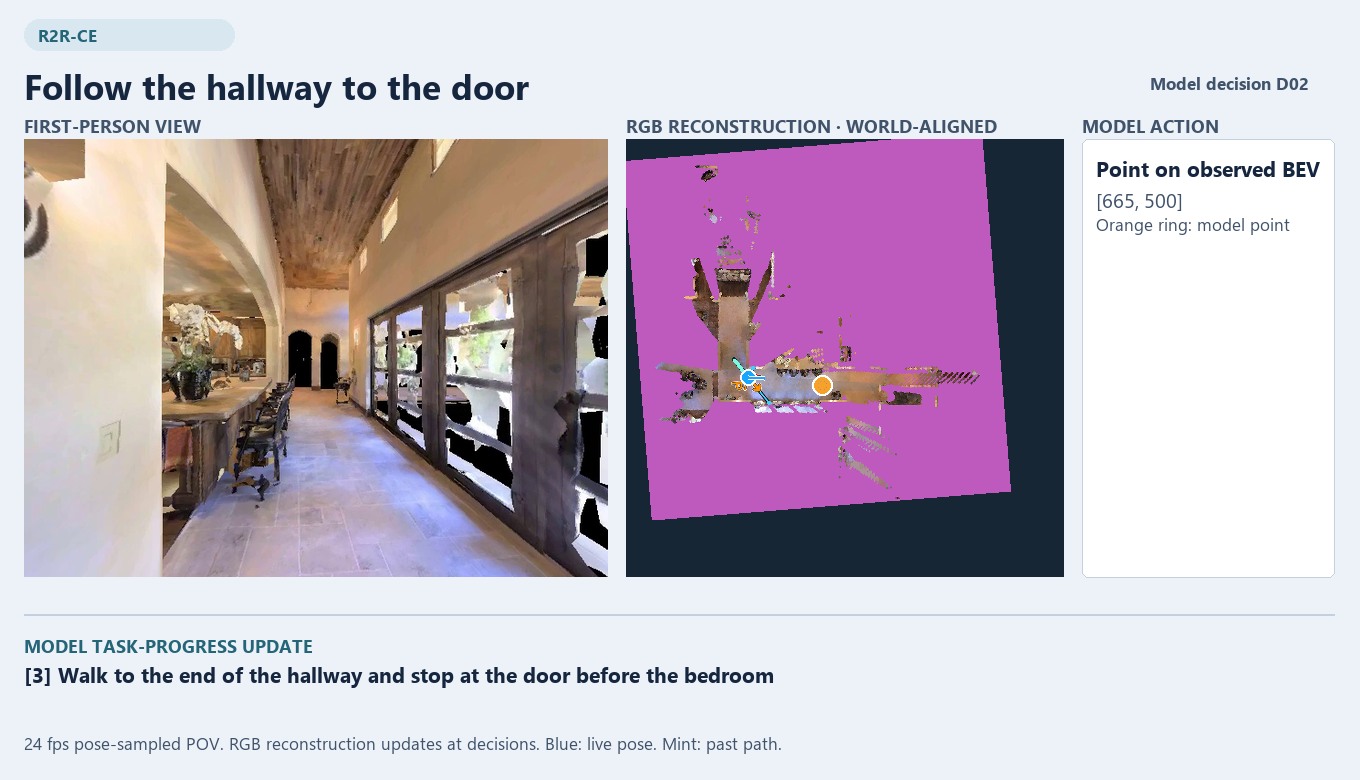 R2R-CE
Follow the hallway to the door
Model decision D02
FIRST-PERSON VIEW
RGB RECONSTRUCTION · WORLD-ALIGNED
MODEL ACTION
Point on observed BEV
[665, 500]
Orange ring: model point
MODEL TASK-PROGRESS UPDATE
[3] Walk to the end of the hallway and stop at the door before the bedroom
24 fps pose-sampled POV. RGB reconstruction updates at decisions. Blue: live pose. Mint: past path.